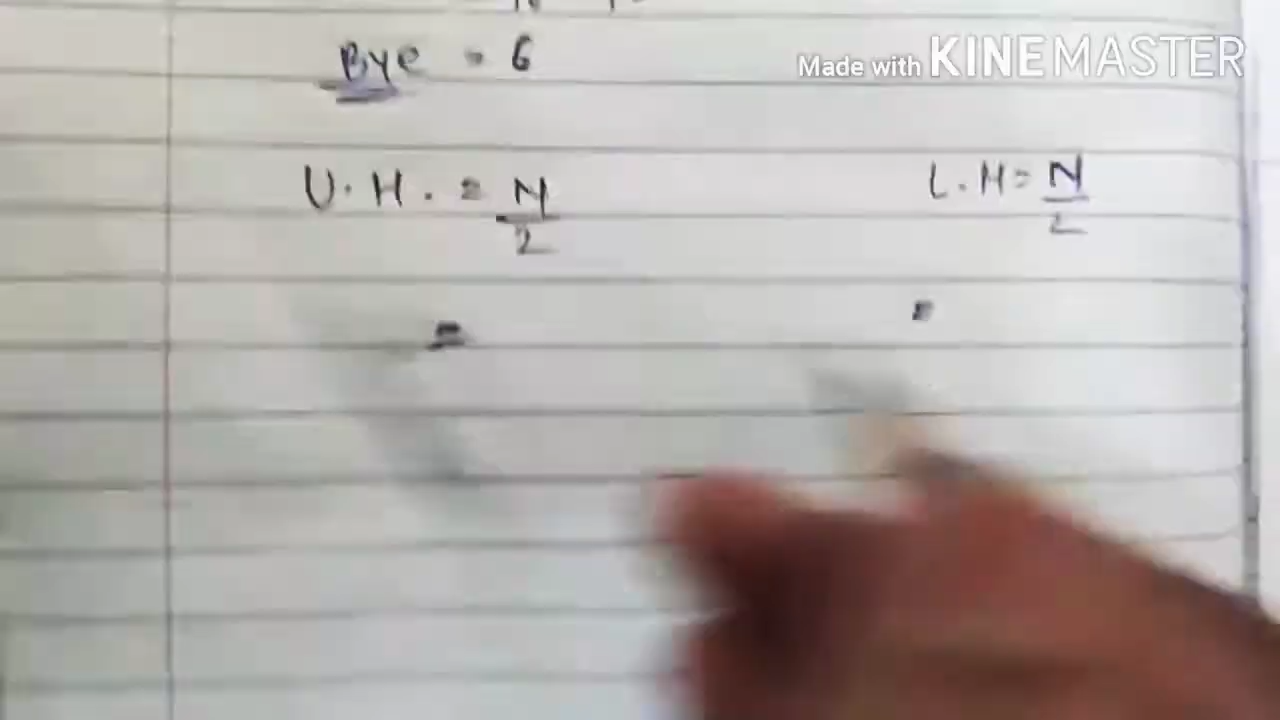 Bye = 6
Made with KINEMASTER
U.H. = N/2
L.H = N/2
=
=